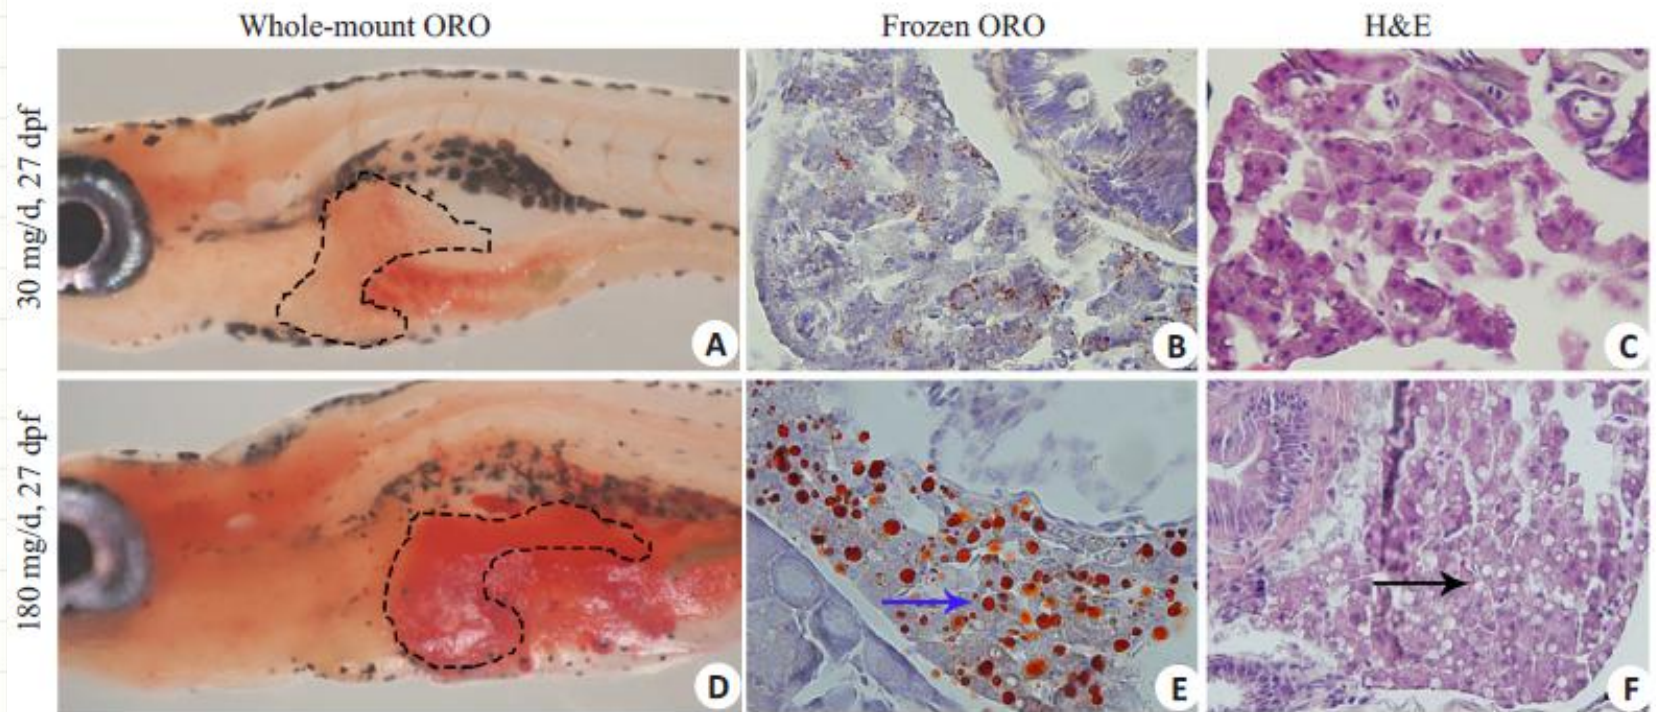 Whole-mount ORO
Frozen ORO
H&E
30 mg/d, 27 dpf
A
B
C
180 mg/d, 27 dpf
D
E
F